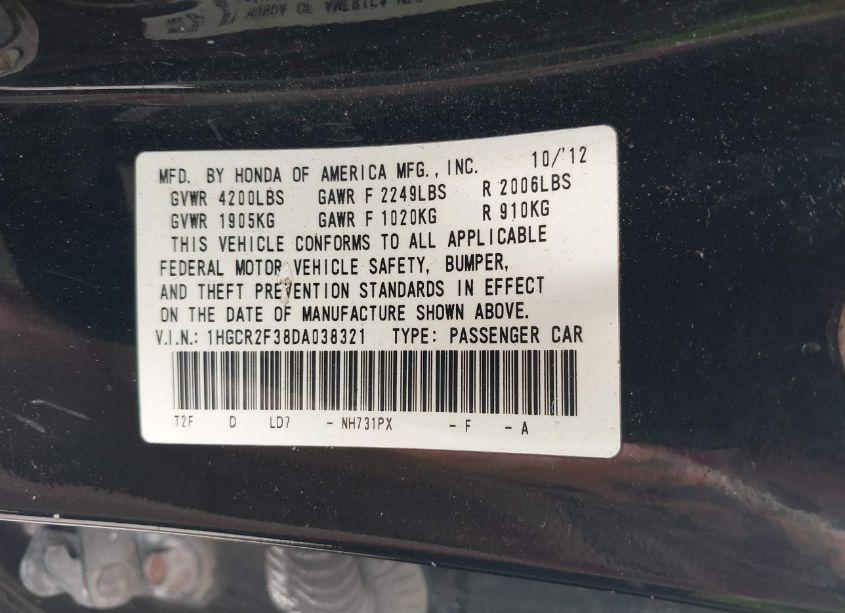 MFD. BY HONDA OF AMERICA MFG., INC. 10/'12
GVWR 4200LBS GAWR F 2249LBS R 2006LBS
GVWR 1905KG GAWR F 1020KG R 910KG
THIS VEHICLE CONFORMS TO ALL APPLICABLE
FEDERAL MOTOR VEHICLE SAFETY, BUMPER,
AND THEFT PREVENTION STANDARDS IN EFFECT
ON THE DATE OF MANUFACTURE SHOWN ABOVE.
V.I.N.: 1HGCR2F38DA038321 TYPE: PASSENGER CAR
T2F D LD7 - NH731PX - F - A